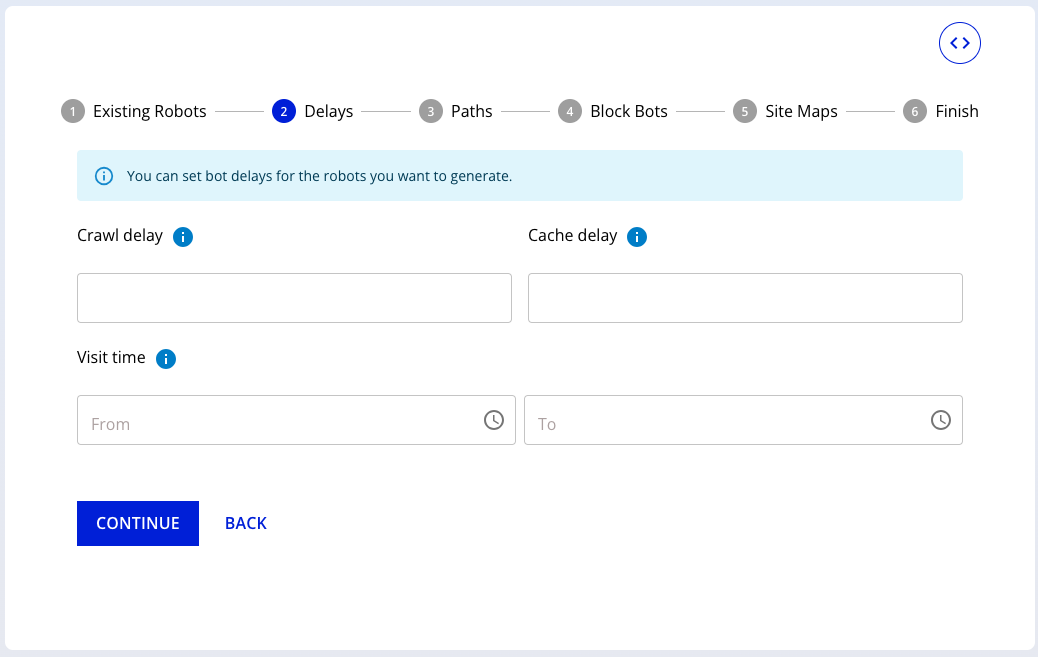 1 Existing Robots 2 Delays 3 Paths 4 Block Bots 5 Site Maps 6 Finish
You can set bot delays for the robots you want to generate.
Crawl delay Cache delay
Visit time
From To
CONTINUE BACK